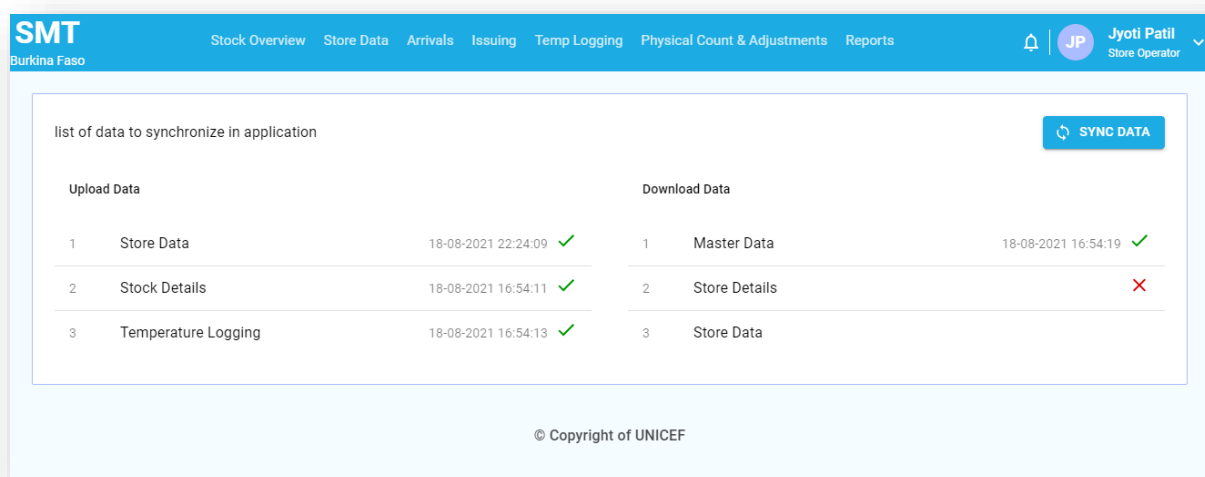 SMT
Burkina Faso
Stock Overview Store Data Arrivals Issuing Temp Logging Physical Count & Adjustments Reports
JP
Jyoti Patil
Store Operator
list of data to synchronize in application
SYNC DATA
Upload Data
1 Store Data 18-08-2021 22:24:09
2 Stock Details 18-08-2021 16:54:11
3 Temperature Logging 18-08-2021 16:54:13
Download Data
1 Master Data 18-08-2021 16:54:19
2 Store Details
3 Store Data
© Copyright of UNICEF